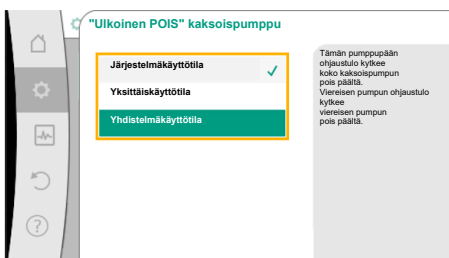 "Ulkoinen POIS" kaksoispumppu
Järjestelmäkäyttötila
Yksittäiskäyttötila
Yhdistelmäkäyttötila
Tämän pumppupään
ohjaustulo kytkee
koko kaksoispumpun
pois päältä.
Viereisen pumpun ohjaustulo
kytkee
viereisen pumpun
pois päältä.